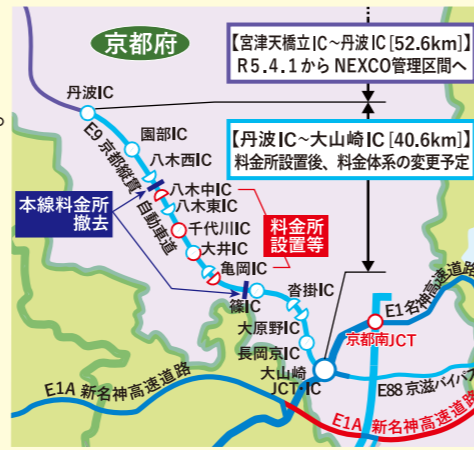 京都府
【宮津天橋立IC~丹波IC[52.6km]】
R5.4.1からNEXCO管理区間へ
丹波IC
園部IC
【丹波IC~大山崎IC[40.6km]】
料金所設置後、料金体系の変更予定
E9 京都縦貫自動車道
八木西IC
本線料金所
撤去
八木中IC
八木東IC
千代川IC
大井IC
亀岡IC
料金所
設置等
篠IC
沓掛IC
大原野IC
長岡京IC
大山崎
JCT・IC
E1名神高速道路
京都南JCT
E1A 新名神高速道路
E88 京滋バイパス
E1A 新名神高速道路